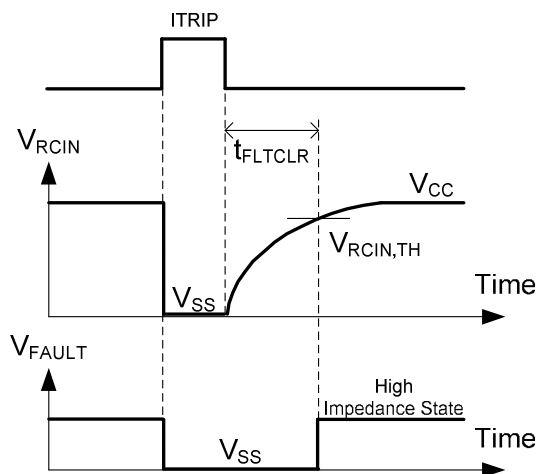 ITRIP
tFLTCLR
VRCIN
VCC
VRCIN,TH
VSS
Time
VFAULT
High
Impedance State
VSS
Time